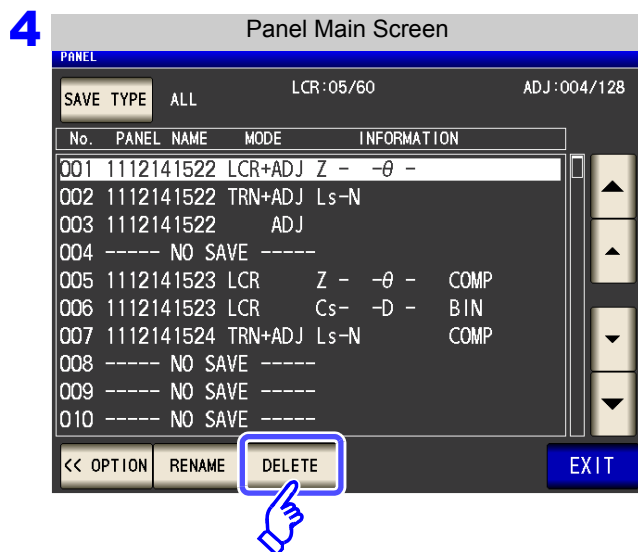 4
Panel Main Screen
PANEL
SAVE TYPE ALL LCR:05/60 ADJ:004/128
No. PANEL NAME MODE INFORMATION
001 1112141522 LCR+ADJ Z - -θ -
002 1112141522 TRN+ADJ Ls-N
003 1112141522 ADJ
004 ----- NO SAVE -----
005 1112141523 LCR Z - -θ - COMP
006 1112141523 LCR Cs- -D - BIN
007 1112141524 TRN+ADJ Ls-N COMP
008 ----- NO SAVE -----
009 ----- NO SAVE -----
010 ----- NO SAVE -----
<< OPTION RENAME DELETE EXIT